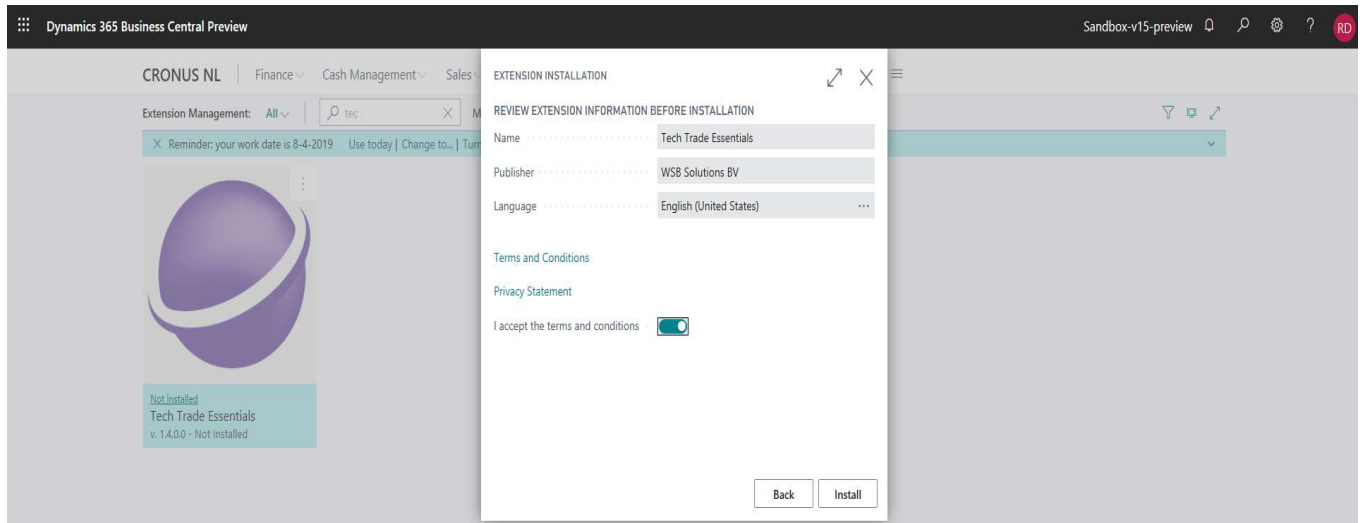 Dynamics 365 Business Central Preview
Sandbox-v15-preview
?
RD
CRONUS NL
Finance
Cash Management
Sales
Extension Management: All
tec
M
Reminder: your work date is 8-4-2019 Use today | Change to... | Turn
Not Installed
Tech Trade Essentials
v. 1.4.0.0 - Not Installed
EXTENSION INSTALLATION
REVIEW EXTENSION INFORMATION BEFORE INSTALLATION
Name Tech Trade Essentials
Publisher WSB Solutions BV
Language English (United States) ...
Terms and Conditions
Privacy Statement
I accept the terms and conditions
Back
Install